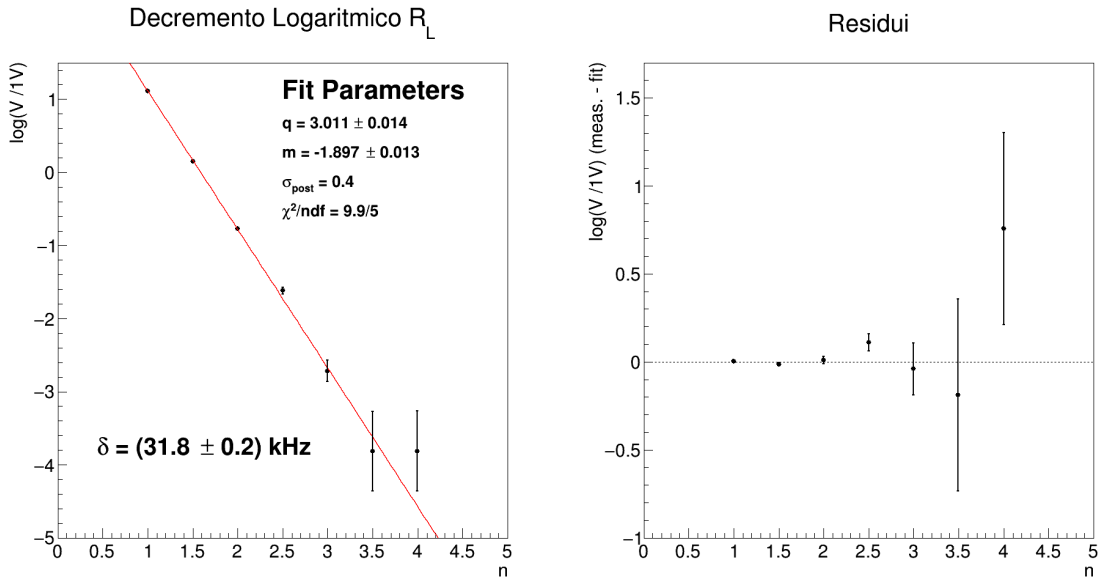 Decremento Logaritmico R_L
log(V /1V)
Fit Parameters
q = 3.011 ± 0.014
m = -1.897 ± 0.013
σ_post = 0.4
χ²/ndf = 9.9/5
δ = (31.8 ± 0.2) kHz
1
0
−1
−2
−3
−4
−5
0 0.5 1 1.5 2 2.5 3 3.5 4 4.5 5
n
Residui
log(V /1V) (meas. - fit)
1.5
1
0.5
0
−0.5
−1
0 0.5 1 1.5 2 2.5 3 3.5 4 4.5 5
n